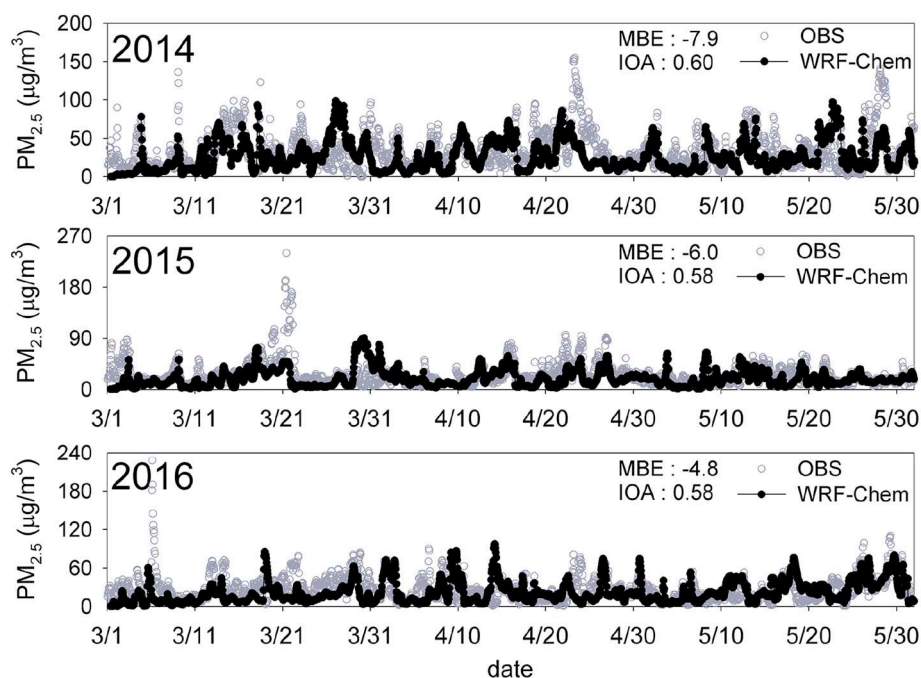 2014
MBE : -7.9
IOA : 0.60
OBS
WRF-Chem
PM2.5 (μg/m3)
200
150
100
50
0
3/1 3/11 3/21 3/31 4/10 4/20 4/30 5/10 5/20 5/30
2015
MBE : -6.0
IOA : 0.58
OBS
WRF-Chem
PM2.5 (μg/m3)
270
180
90
0
3/1 3/11 3/21 3/31 4/10 4/20 4/30 5/10 5/20 5/30
2016
MBE : -4.8
IOA : 0.58
OBS
WRF-Chem
PM2.5 (μg/m3)
240
180
120
60
0
3/1 3/11 3/21 3/31 4/10 4/20 4/30 5/10 5/20 5/30
date